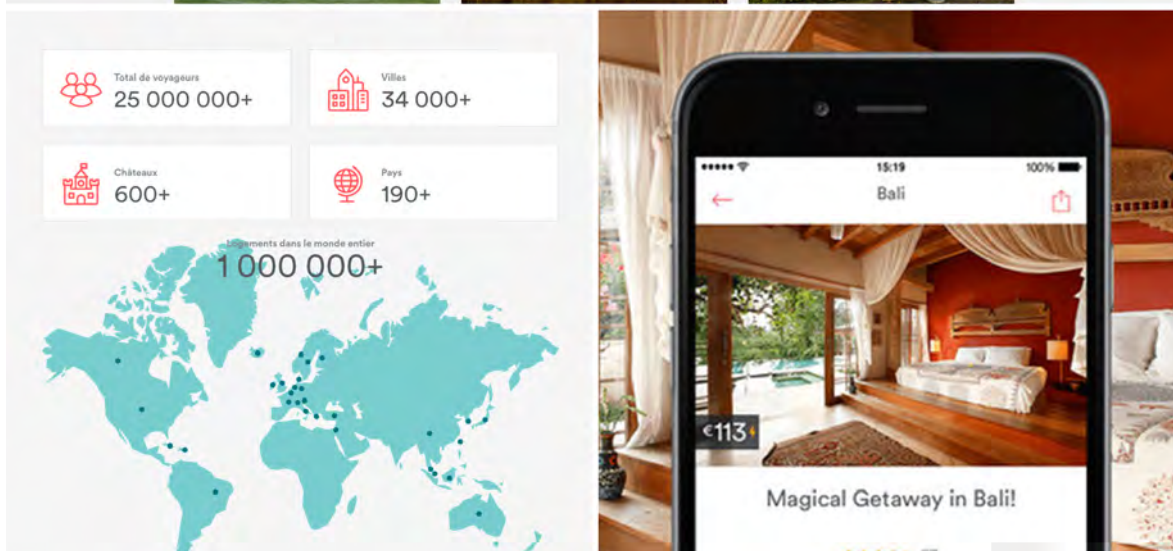 Total de voyageurs
25 000 000+
Villes
34 000+
Châteaux
600+
Pays
190+
Logements dans le monde entier
1 000 000+
15:19
100%
Bali
€113
Magical Getaway in Bali!